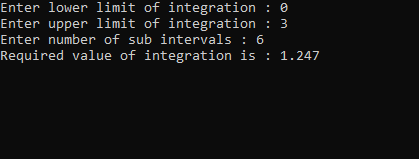 Enter lower limit of integration : 0
Enter upper limit of integration : 3
Enter number of sub intervals : 6
Required value of integration is : 1.247